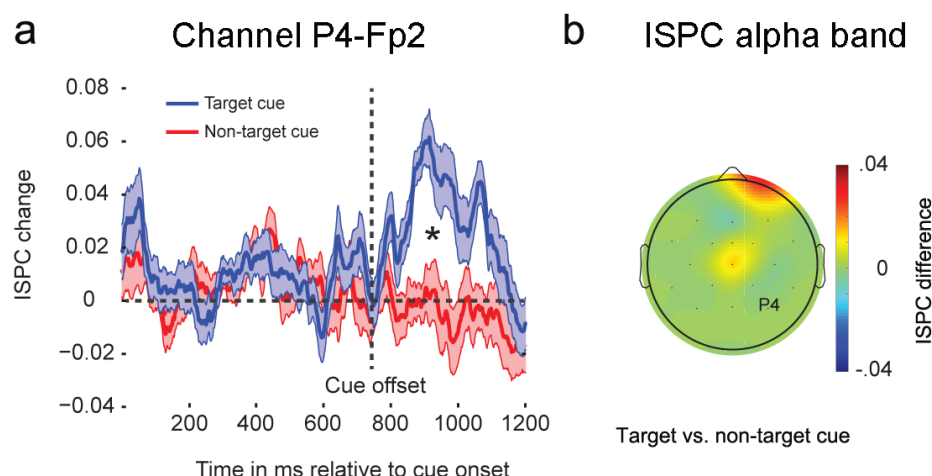 a
Channel P4-Fp2
0.08
0.06
0.04
0.02
0
−0.02
−0.04
ISPC change
Target cue
Non-target cue
*
Cue offset
200
400
600
800
1000
1200
Time in ms relative to cue onset
b
ISPC alpha band
P4
.04
0
-.04
ISPC difference
Target vs. non-target cue